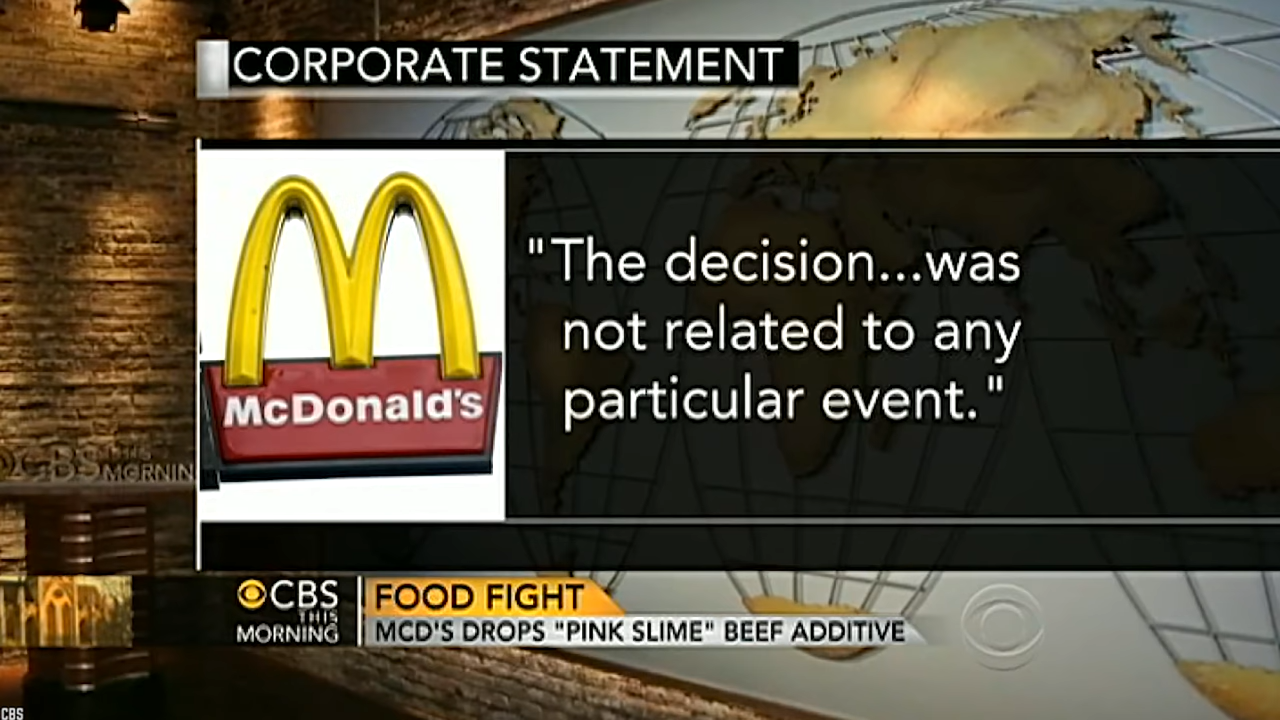 CORPORATE STATEMENT
McDonald's
"The decision...was
not related to any
particular event."
CBS THIS
MORNING
CBS
THIS
MORNING
FOOD FIGHT
MCD'S DROPS "PINK SLIME" BEEF ADDITIVE
CBS